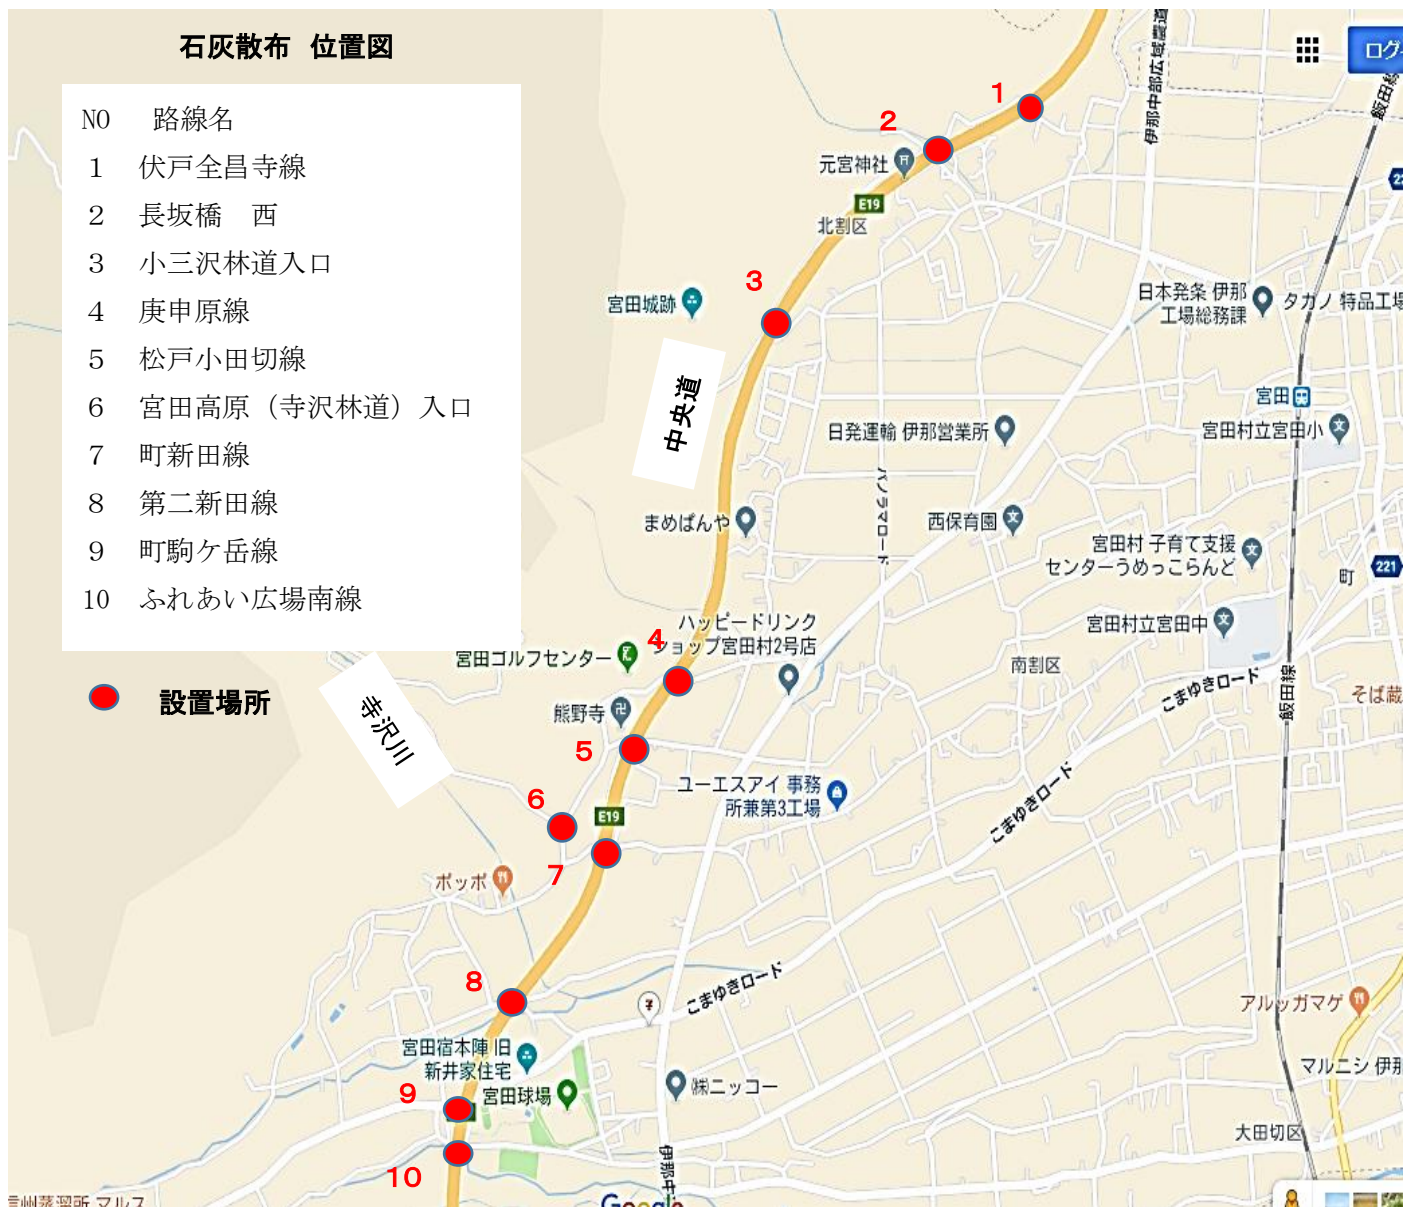 石灰散布 位置図
NO 路線名
1 伏戸全昌寺線
2 長坂橋 西
3 小三沢林道入口
4 庚申原線
5 松戸小田切線
6 宮田高原（寺沢林道）入口
7 町新田線
8 第二新田線
9 町駒ケ岳線
10 ふれあい広場南線
設置場所
1
2
3
4
5
6
7
8
9
10
中央道
寺沢川
伊那中部広域農道
飯田線
元宮神社
E19
北割区
宮田城跡
日本発条 伊那
工場総務課
タカノ 特品工場
宮田
宮田村立宮田小
日発運輸 伊那営業所
パノラマロード
まめぱんや
西保育園
宮田村 子育て支援
センターうめっこらんど
町
221
宮田村立宮田中
ハッピードリンク
ショップ宮田村2号店
宮田ゴルフセンター
南割区
こまゆきロード
飯田線
そば蔵
熊野寺
ユーエスアイ 事務
所兼第3工場
E19
こまゆきロード
ポッポ
こまゆきロード
アルッガマゲ
宮田宿本陣 旧
新井家住宅
宮田球場
㈱ニッコー
マルニシ 伊那
大田切区
伊那中
Google